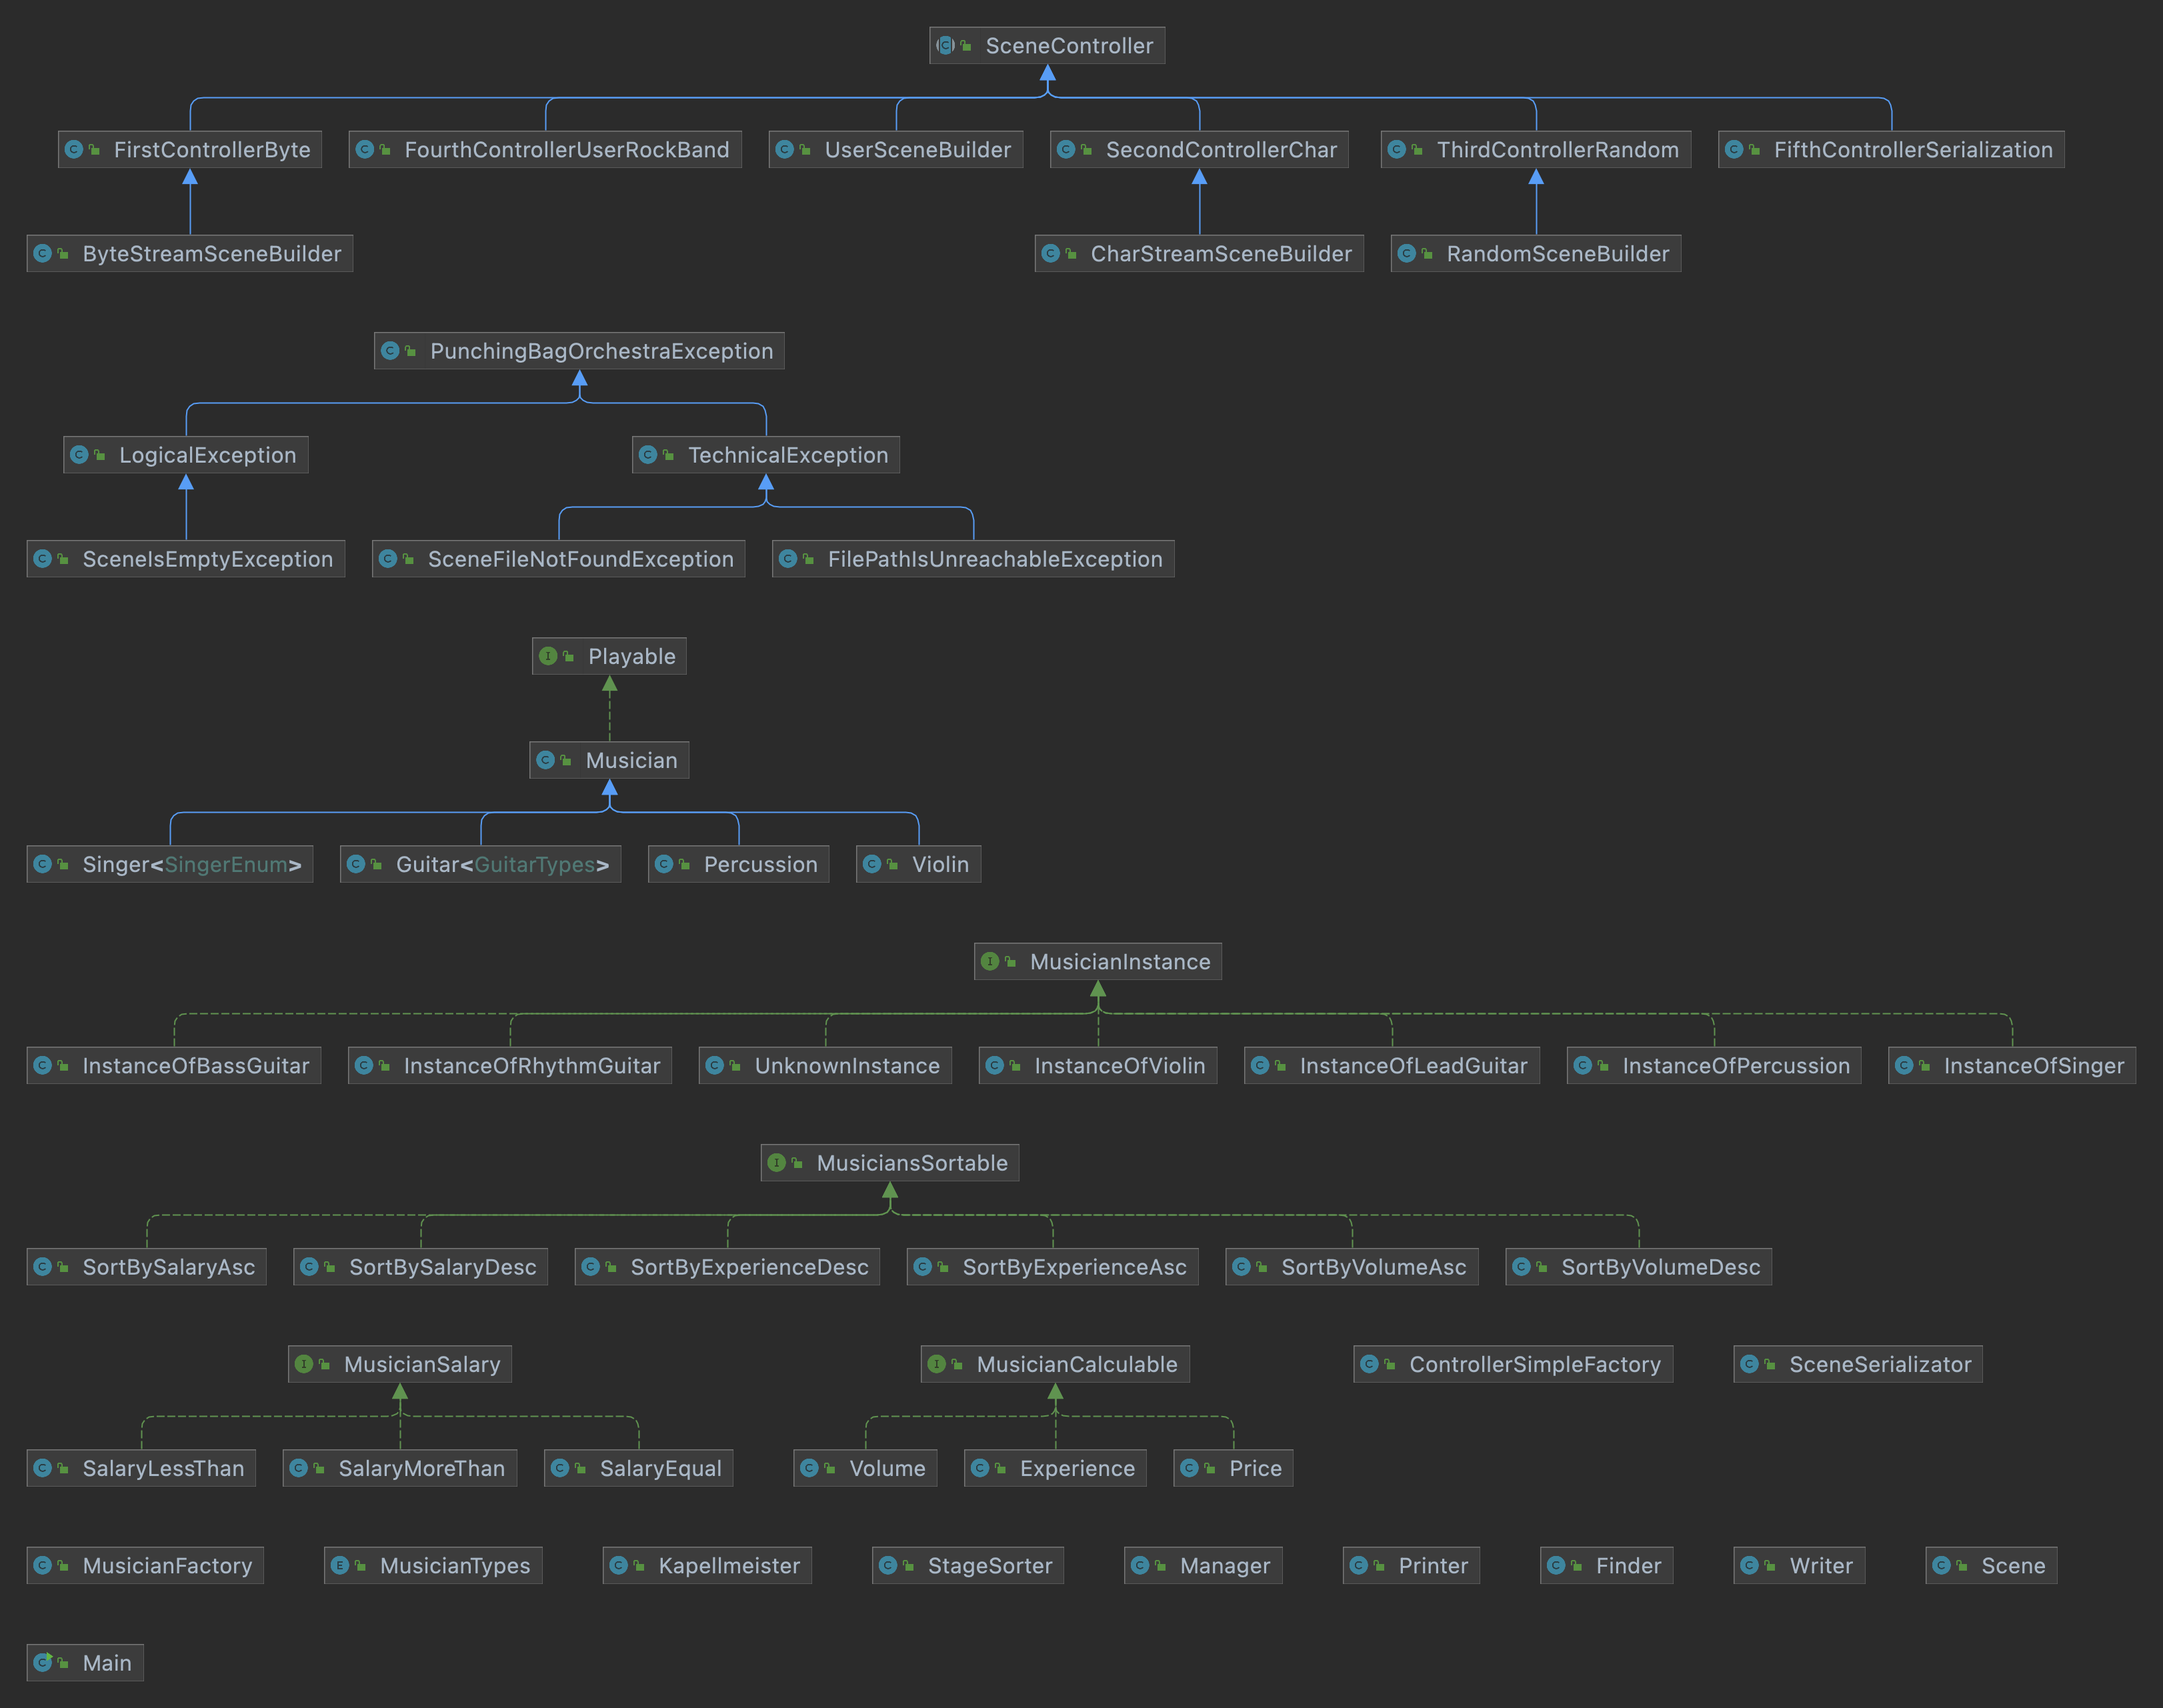 SceneController
FirstControllerByte FourthControllerUserRockBand UserSceneBuilder SecondControllerChar ThirdControllerRandom FifthControllerSerialization
ByteStreamSceneBuilder CharStreamSceneBuilder RandomSceneBuilder
PunchingBagOrchestraException
LogicalException TechnicalException
SceneIsEmptyException SceneFileNotFoundException FilePathIsUnreachableException
Playable
Musician
Singer<SingerEnum> Guitar<GuitarTypes> Percussion Violin
MusicianInstance
InstanceOfBassGuitar InstanceOfRhythmGuitar UnknownInstance InstanceOfViolin InstanceOfLeadGuitar InstanceOfPercussion InstanceOfSinger
MusiciansSortable
SortBySalaryAsc SortBySalaryDesc SortByExperienceDesc SortByExperienceAsc SortByVolumeAsc SortByVolumeDesc
MusicianSalary MusicianCalculable ControllerSimpleFactory SceneSerializator
SalaryLessThan SalaryMoreThan SalaryEqual Volume Experience Price
MusicianFactory MusicianTypes Kapellmeister StageSorter Manager Printer Finder Writer Scene
Main